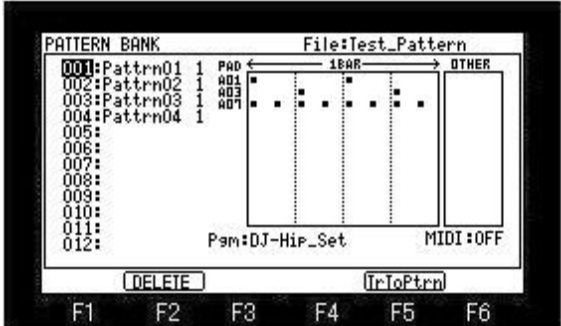 PATTERN BANK File:Test_Pattern
001:Pattrn01 1 PAD 1BAR OTHER
002:Pattrn02 1 A01
003:Pattrn03 1 A03
004:Pattrn04 1 A07
005:
006:
007:
008:
009:
010:
011:
012: Pgm:DJ-Hip_Set MIDI:OFF
DELETE TrToPtrn
F1 F2 F3 F4 F5 F6